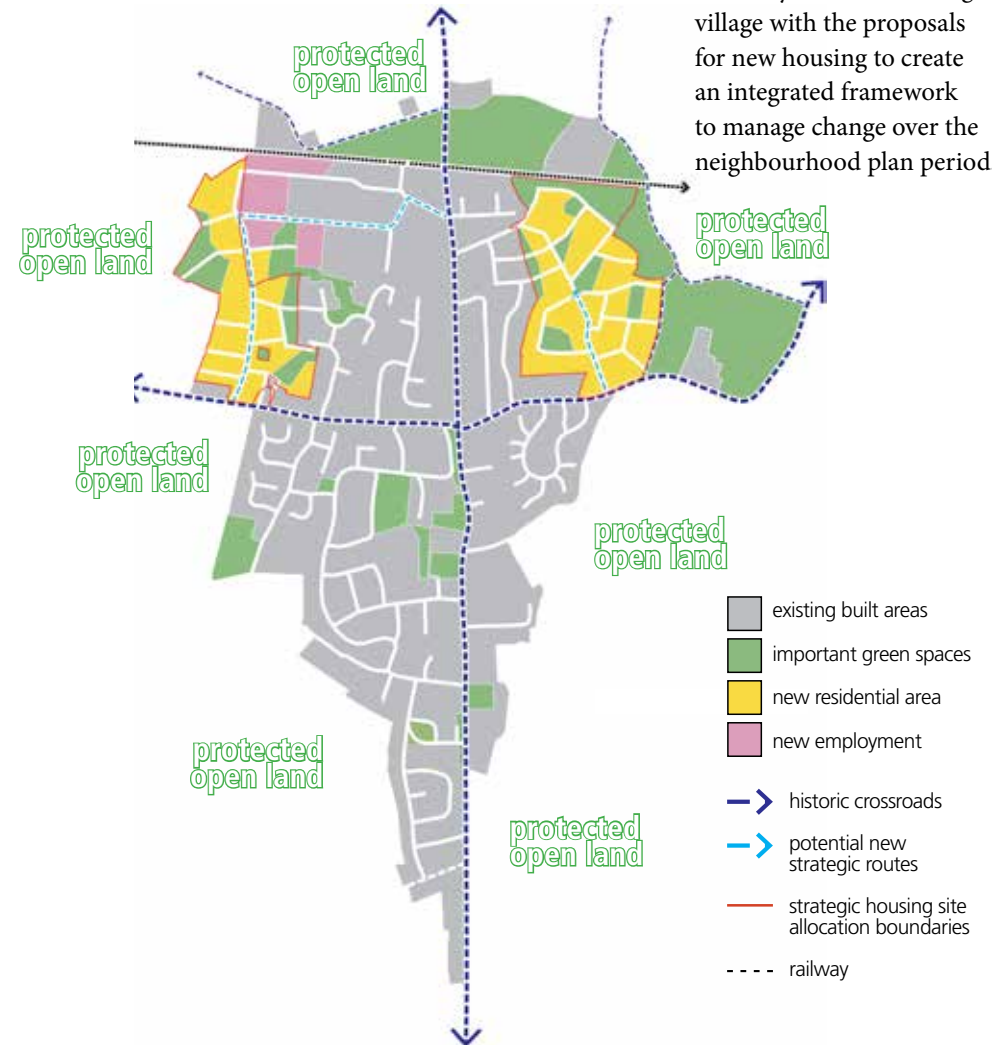 village with the proposals
for new housing to create
an integrated framework
to manage change over the
neighbourhood plan period
protected
open land
protected
open land
protected
open land
protected
open land
protected
open land
protected
open land
protected
open land
existing built areas
important green spaces
new residential area
new employment
historic crossroads
potential new
strategic routes
strategic housing site
allocation boundaries
railway